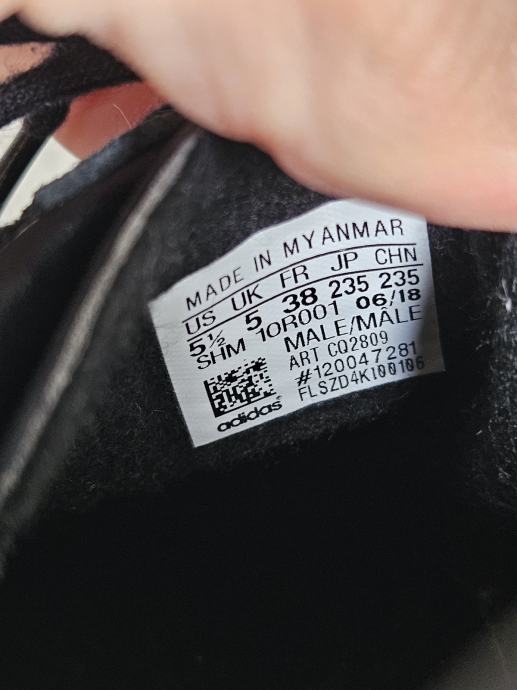 MADE IN MYANMAR
US UK FR JP CHN
5½ 5 38 235 235
SHM 10R001 06/18
MALE/MÂLE
ART CQ2809
#120047281
FLSZD4KI00106
adidas